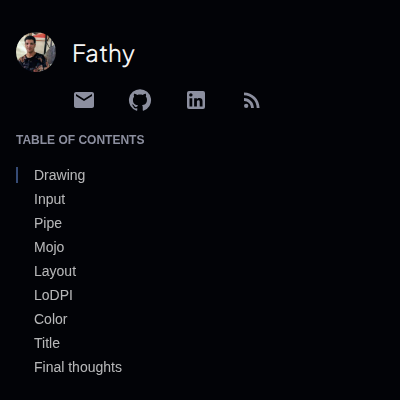 Fathy
TABLE OF CONTENTS
Drawing
Input
Pipe
Mojo
Layout
LoDPI
Color
Title
Final thoughts